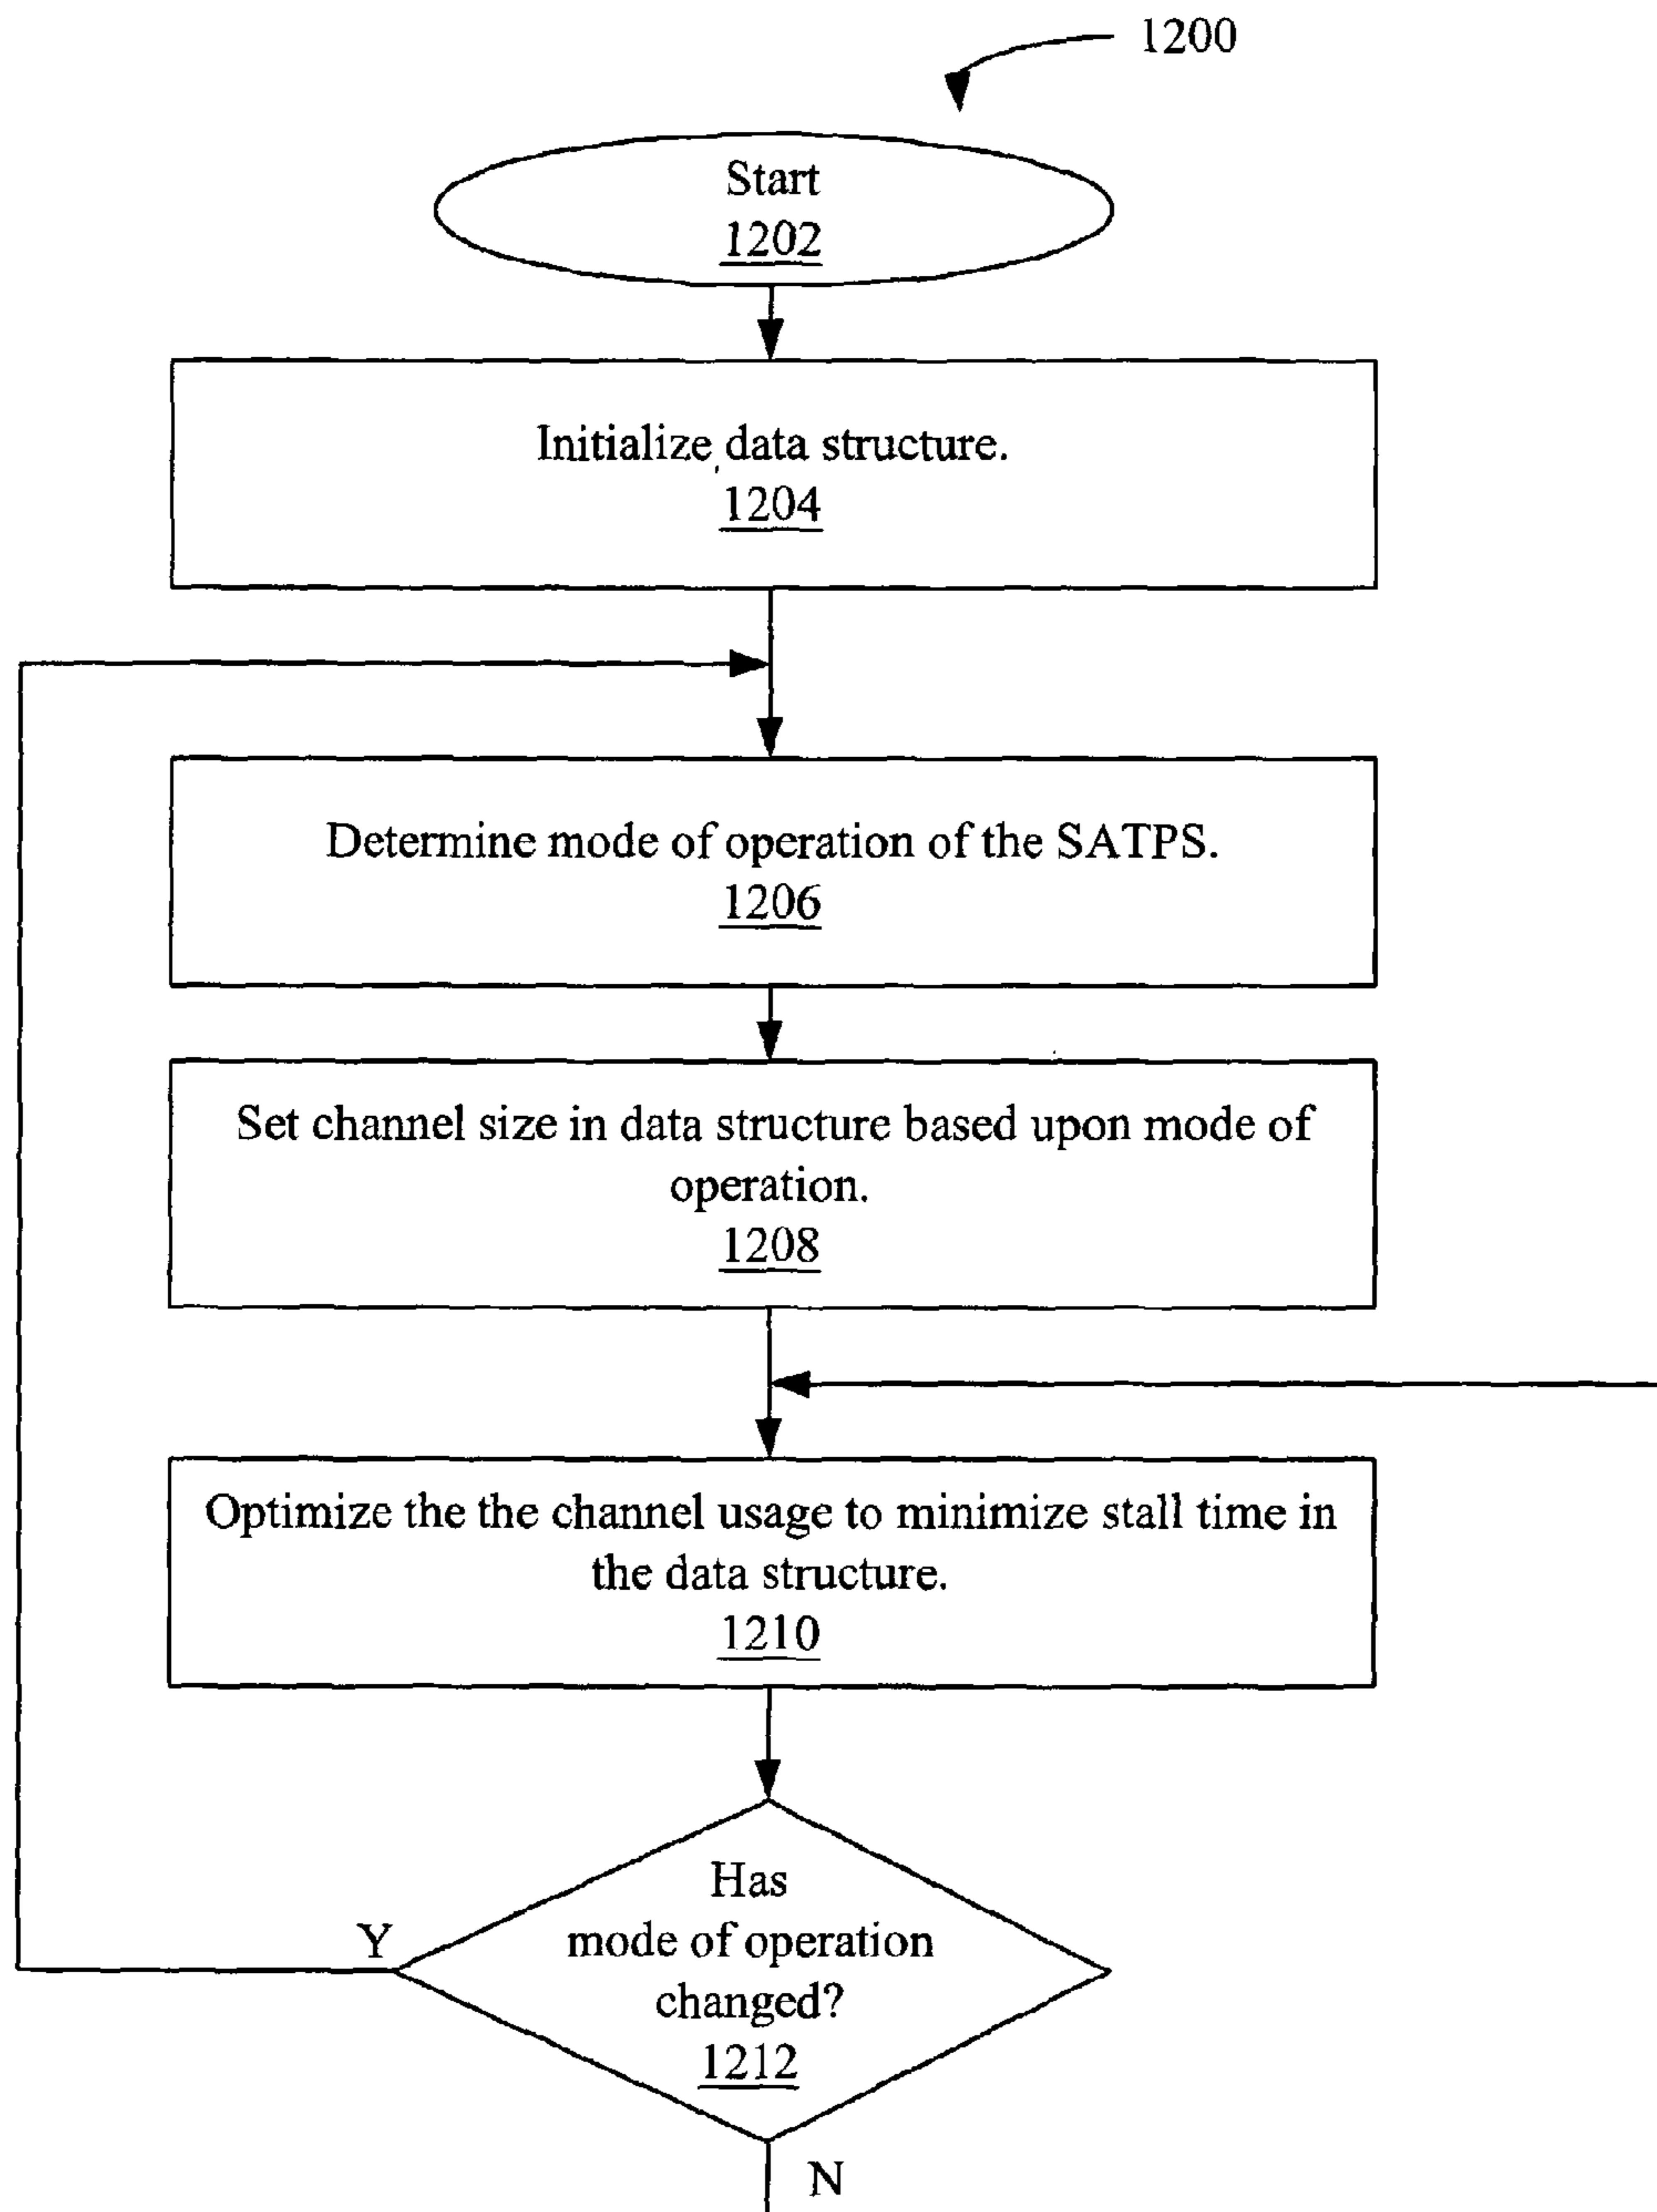 1200
Start
1202
Initialize data structure.
1204
Determine mode of operation of the SATPS.
1206
Set channel size in data structure based upon mode of
operation.
1208
Optimize the the channel usage to minimize stall time in
the data structure.
1210
Has
mode of operation
changed?
1212
Y
N